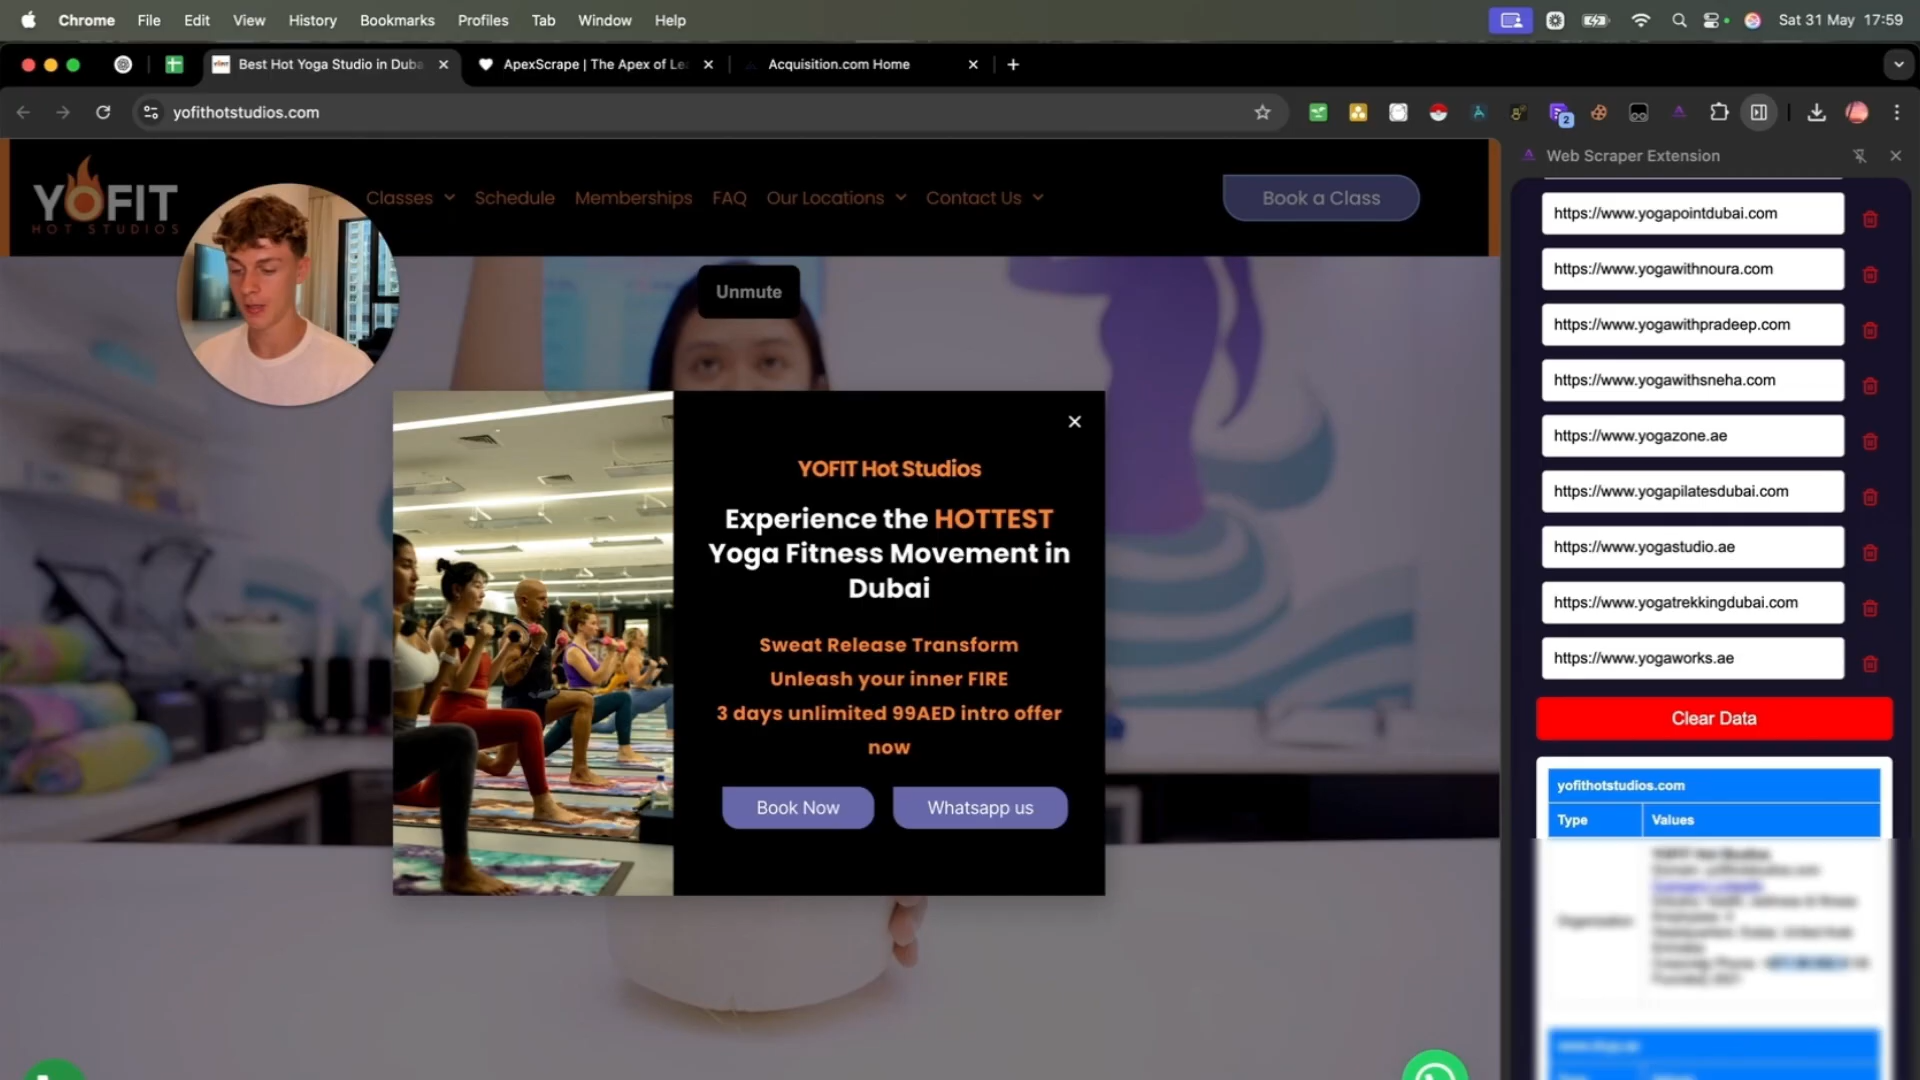 Chrome File Edit View History Bookmarks Profiles Tab Window Help
Sat 31 May 17:59
Best Hot Yoga Studio in Duba
ApexScrape | The Apex of Le
Acquisition.com Home
yofithotstudios.com
2
Web Scraper Extension
YOFIT
HOT STUDIOS
Classes Schedule Memberships FAQ Our Locations Contact Us
Book a Class
Unmute
YOFIT Hot Studios
Experience the HOTTEST
Yoga Fitness Movement in
Dubai
Sweat Release Transform
Unleash your inner FIRE
3 days unlimited 99AED intro offer
now
Book Now
Whatsapp us
https://www.yogapointdubai.com
https://www.yogawithnoura.com
https://www.yogawithpradeep.com
https://www.yogawithsneha.com
https://www.yogazone.ae
https://www.yogapilatesdubai.com
https://www.yogastudio.ae
https://www.yogatrekkingdubai.com
https://www.yogaworks.ae
Clear Data
yofithotstudios.com
Type Values